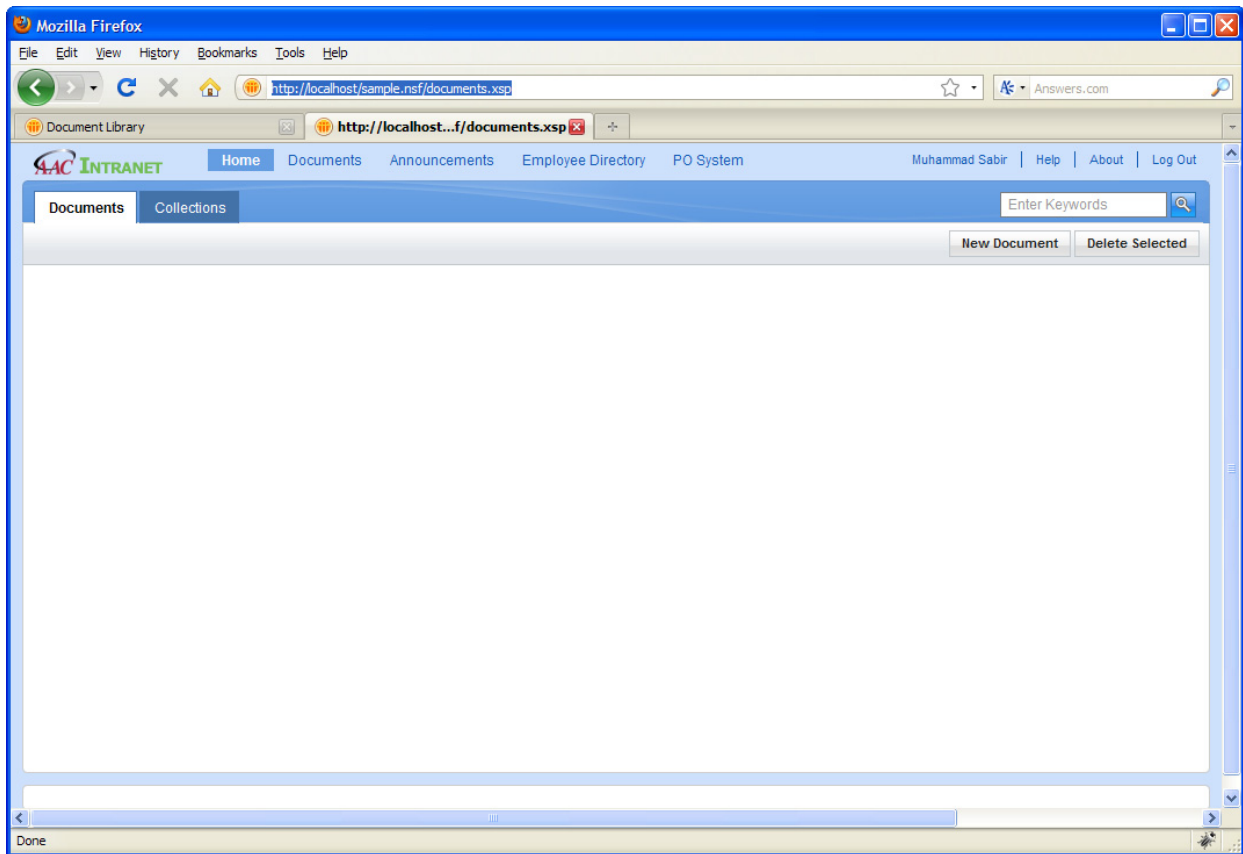 Mozilla Firefox
File Edit View History Bookmarks Tools Help
http://localhost/sample.nsf/documents.xsp Answers.com
Document Library http://localhost...f/documents.xsp
AAC INTRANET Home Documents Announcements Employee Directory PO System Muhammad Sabir | Help | About | Log Out
Documents Collections Enter Keywords
New Document Delete Selected
Done